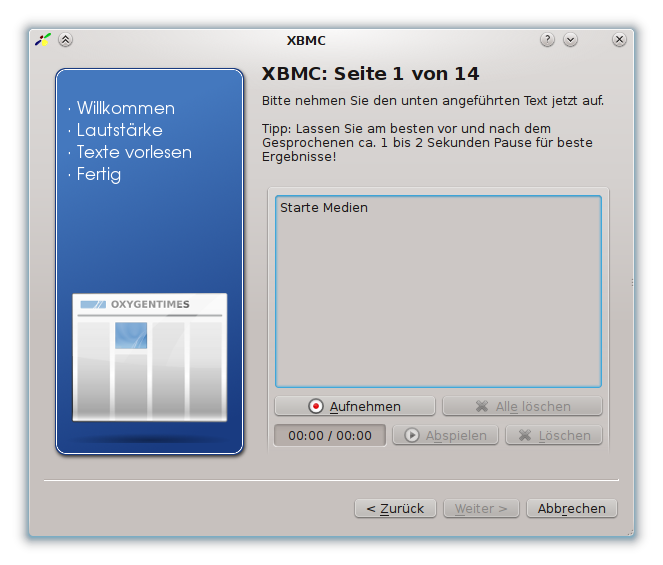 XBMC
? 
· Willkommen
· Lautstärke
· Texte vorlesen
· Fertig
OXYGENTIMES
XBMC: Seite 1 von 14
Bitte nehmen Sie den unten angeführten Text jetzt auf.
Tipp: Lassen Sie am besten vor und nach dem
Gesprochenen ca. 1 bis 2 Sekunden Pause für beste
Ergebnisse!
Starte Medien
Aufnehmen
Alle löschen
00:00 / 00:00
Abspielen
Löschen
< Zurück
Weiter >
Abbrechen